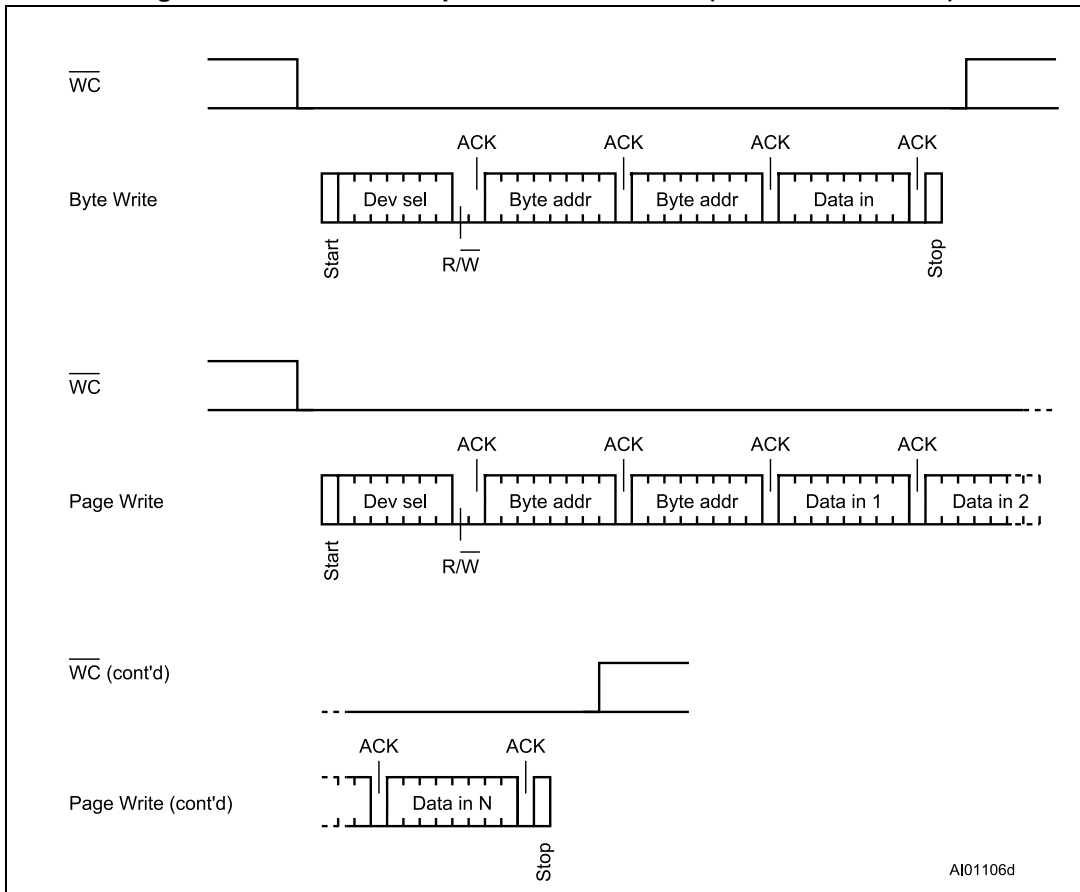 WC
ACK ACK ACK ACK
Byte Write Dev sel Byte addr Byte addr Data in
Start R/W Stop
WC
ACK ACK ACK ACK
Page Write Dev sel Byte addr Byte addr Data in 1 Data in 2
Start R/W
WC (cont'd)
ACK ACK
Page Write (cont'd) Data in N
Stop
AI01106d